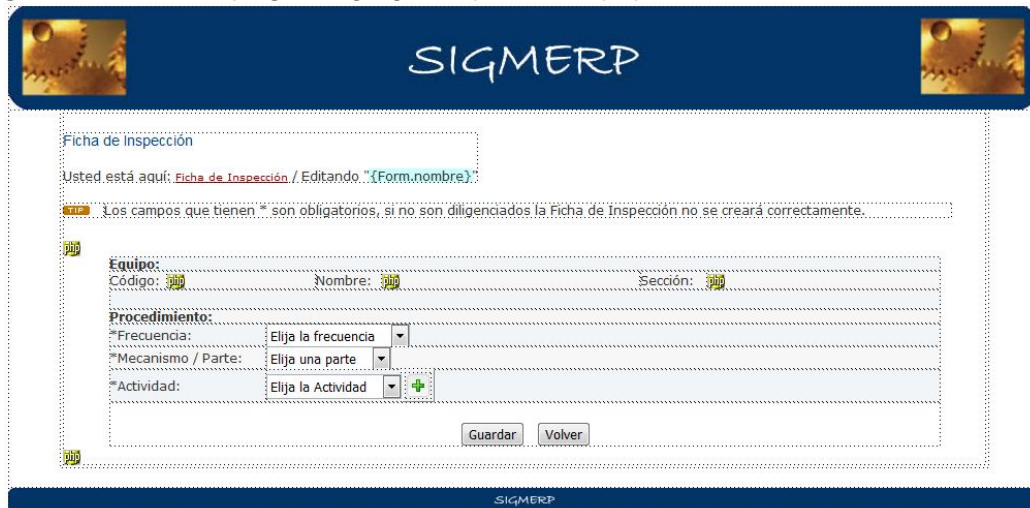 SIGMERP
Ficha de Inspección
Usted está aquí: Ficha de Inspección / Editando "{Form.nombre}"
TIP Los campos que tienen * son obligatorios, si no son diligenciados la Ficha de Inspección no se creará correctamente.
php
Equipo:
Código: php Nombre: php Sección: php
Procedimiento:
*Frecuencia: Elija la frecuencia
*Mecanismo / Parte: Elija una parte
*Actividad: Elija la Actividad
Guardar Volver
php
SIGMERP